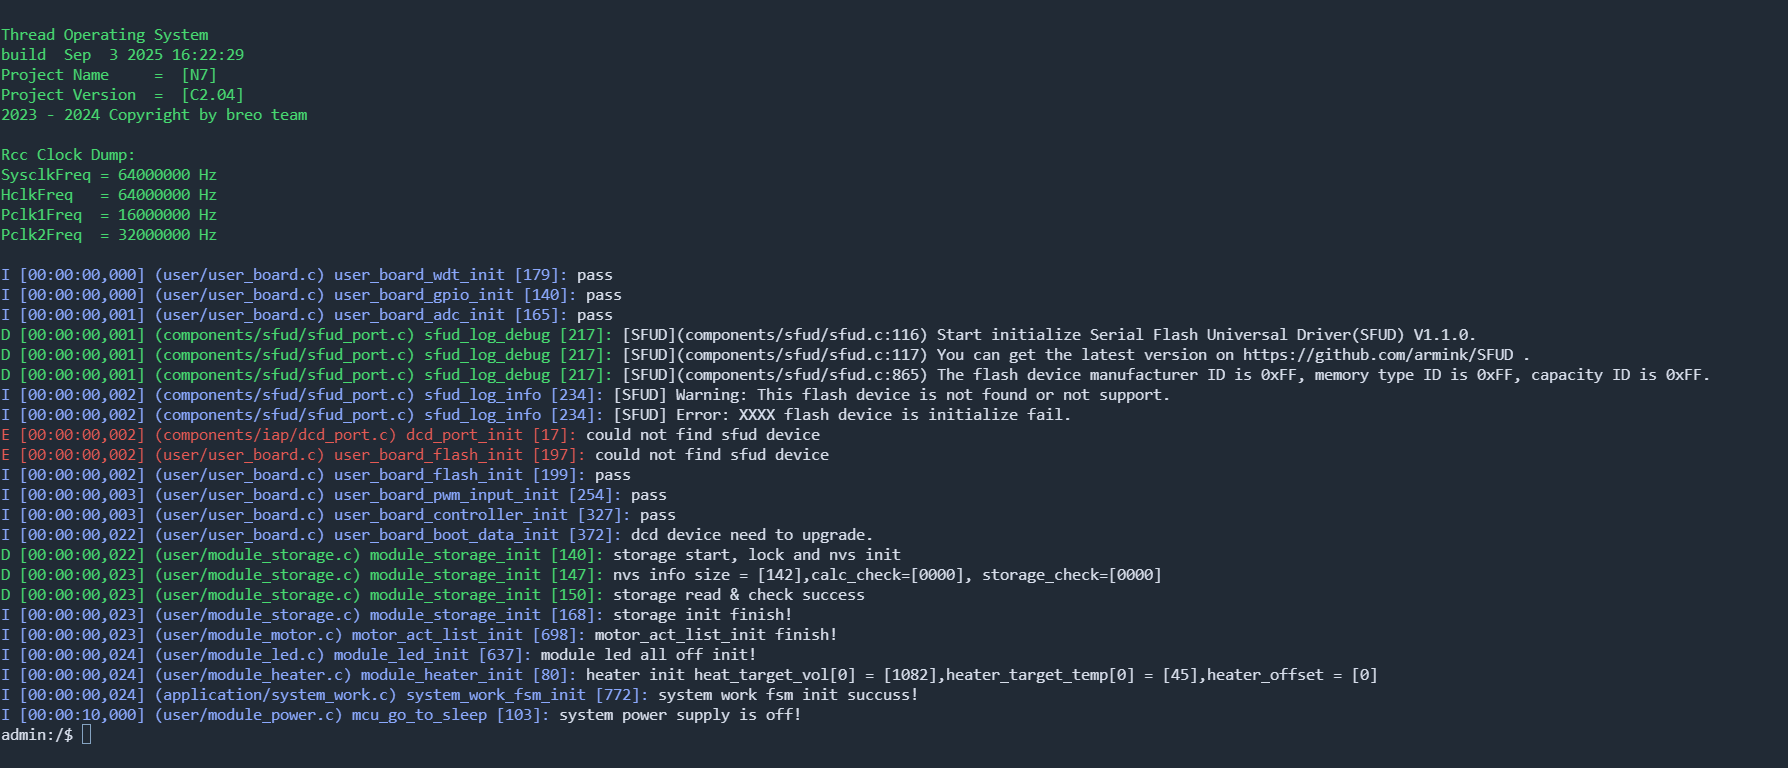 Thread Operating System
build  Sep  3 2025 16:22:29
Project Name     =  [N7]
Project Version  =  [C2.04]
2023 - 2024 Copyright by breo team
Rcc Clock Dump:
SysclkFreq = 64000000 Hz
HclkFreq   = 64000000 Hz
Pclk1Freq  = 16000000 Hz
Pclk2Freq  = 32000000 Hz
I [00:00:00,000] (user/user_board.c) user_board_wdt_init [179]: pass
I [00:00:00,000] (user/user_board.c) user_board_gpio_init [140]: pass
I [00:00:00,001] (user/user_board.c) user_board_adc_init [165]: pass
D [00:00:00,001] (components/sfud/sfud_port.c) sfud_log_debug [217]: [SFUD](components/sfud/sfud.c:116) Start initialize Serial Flash Universal Driver(SFUD) V1.1.0.
D [00:00:00,001] (components/sfud/sfud_port.c) sfud_log_debug [217]: [SFUD](components/sfud/sfud.c:117) You can get the latest version on https://github.com/armink/SFUD .
D [00:00:00,001] (components/sfud/sfud_port.c) sfud_log_debug [217]: [SFUD](components/sfud/sfud.c:865) The flash device manufacturer ID is 0xFF, memory type ID is 0xFF, capacity ID is 0xFF.
I [00:00:00,002] (components/sfud/sfud_port.c) sfud_log_info [234]: [SFUD] Warning: This flash device is not found or not support.
I [00:00:00,002] (components/sfud/sfud_port.c) sfud_log_info [234]: [SFUD] Error: XXXX flash device is initialize fail.
E [00:00:00,002] (components/iap/dcd_port.c) dcd_port_init [17]: could not find sfud device
E [00:00:00,002] (user/user_board.c) user_board_flash_init [197]: could not find sfud device
I [00:00:00,002] (user/user_board.c) user_board_flash_init [199]: pass
I [00:00:00,003] (user/user_board.c) user_board_pwm_input_init [254]: pass
I [00:00:00,003] (user/user_board.c) user_board_controller_init [327]: pass
I [00:00:00,022] (user/user_board.c) user_board_boot_data_init [372]: dcd device need to upgrade.
D [00:00:00,022] (user/module_storage.c) module_storage_init [140]: storage start, lock and nvs init
D [00:00:00,023] (user/module_storage.c) module_storage_init [147]: nvs info size = [142],calc_check=[0000], storage_check=[0000]
D [00:00:00,023] (user/module_storage.c) module_storage_init [150]: storage read & check success
I [00:00:00,023] (user/module_storage.c) module_storage_init [168]: storage init finish!
I [00:00:00,023] (user/module_motor.c) motor_act_list_init [698]: motor_act_list_init finish!
I [00:00:00,024] (user/module_led.c) module_led_init [637]: module led all off init!
I [00:00:00,024] (user/module_heater.c) module_heater_init [80]: heater init heat_target_vol[0] = [1082],heater_target_temp[0] = [45],heater_offset = [0]
I [00:00:00,024] (application/system_work.c) system_work_fsm_init [772]: system work fsm init succuss!
I [00:00:10,000] (user/module_power.c) mcu_go_to_sleep [103]: system power supply is off!
admin:/$